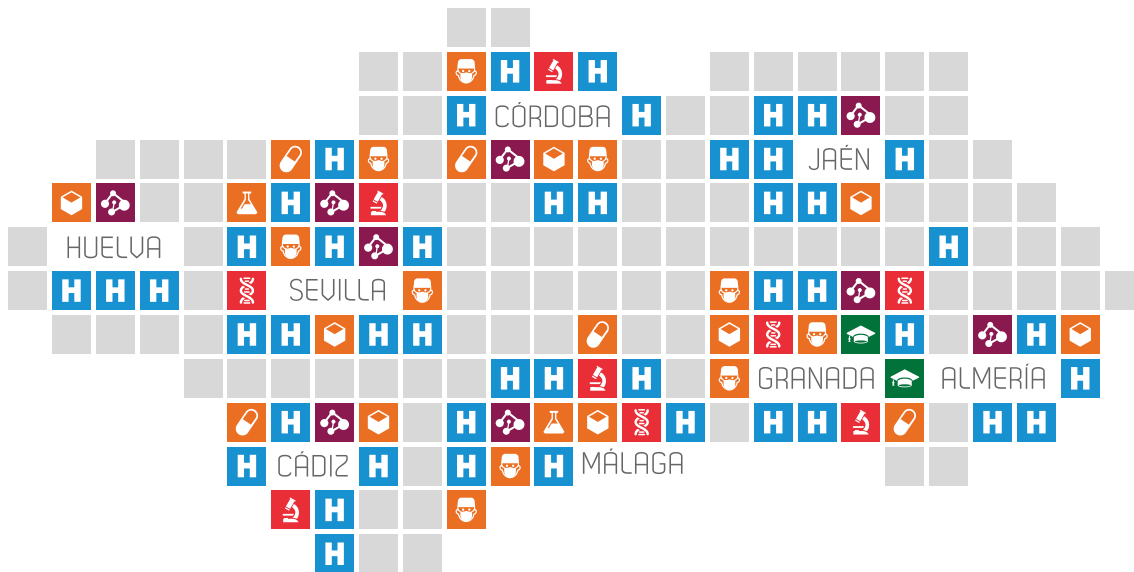 H H
H CÓRDOBA H H H
H H H JAÉN H
H H H H H
HUELVA H H H H
H H H SEVILLA H H
H H H H H H
H H H GRANADA ALMERÍA H
H H H H H H H
H CÁDIZ H H H MÁLAGA
H
H